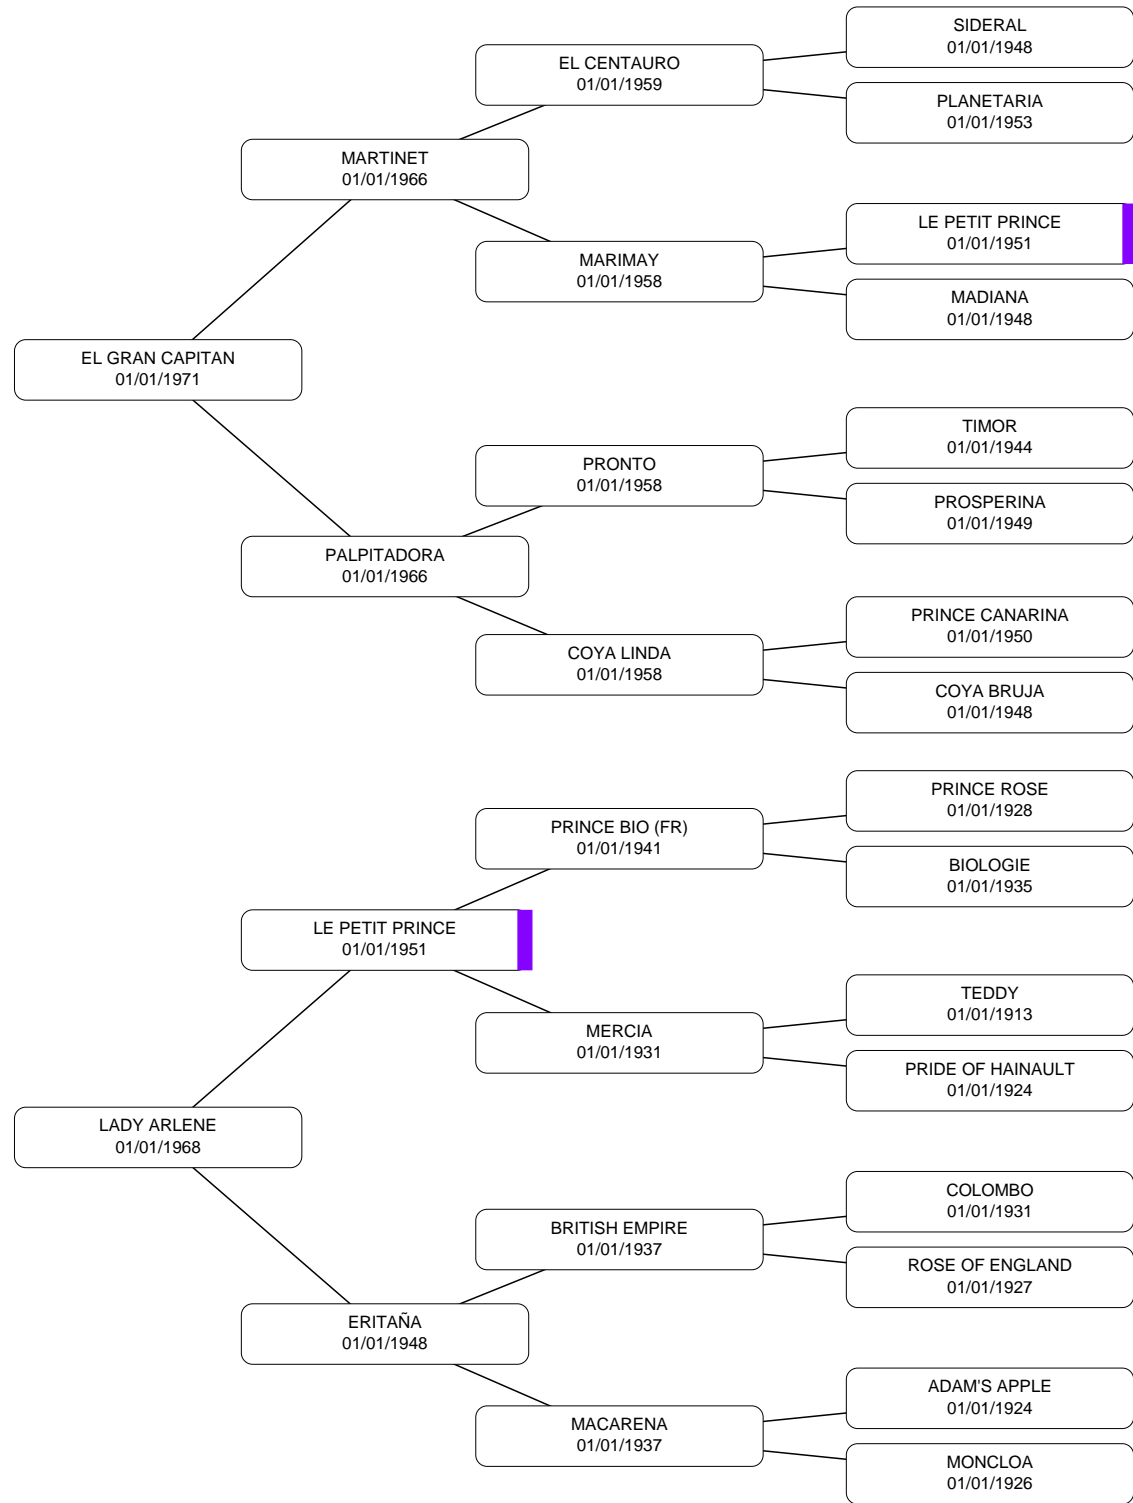 SIDERAL
01/01/1948
EL CENTAURO
01/01/1959
PLANETARIA
01/01/1953
MARTINET
01/01/1966
LE PETIT PRINCE
01/01/1951
MARIMAY
01/01/1958
MADIANA
01/01/1948
EL GRAN CAPITAN
01/01/1971
TIMOR
01/01/1944
PRONTO
01/01/1958
PROSPERINA
01/01/1949
PALPITADORA
01/01/1966
PRINCE CANARINA
01/01/1950
COYA LINDA
01/01/1958
COYA BRUJA
01/01/1948
PRINCE ROSE
01/01/1928
PRINCE BIO (FR)
01/01/1941
BIOLOGIE
01/01/1935
LE PETIT PRINCE
01/01/1951
TEDDY
01/01/1913
MERCIA
01/01/1931
PRIDE OF HAINAULT
01/01/1924
LADY ARLENE
01/01/1968
COLOMBO
01/01/1931
BRITISH EMPIRE
01/01/1937
ROSE OF ENGLAND
01/01/1927
ERITAÑA
01/01/1948
ADAM'S APPLE
01/01/1924
MACARENA
01/01/1937
MONCLOA
01/01/1926